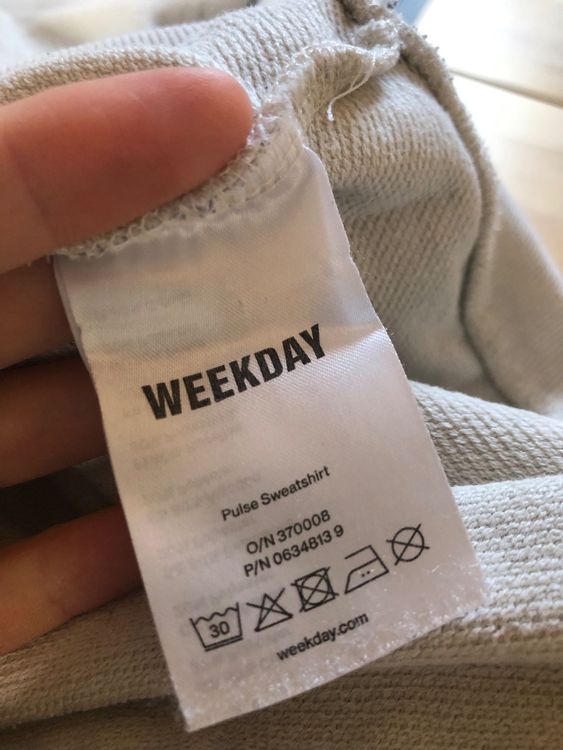 WEEKDAY
Pulse Sweatshirt
O/N 370008
P/N 0634813 9
30
weekday.com